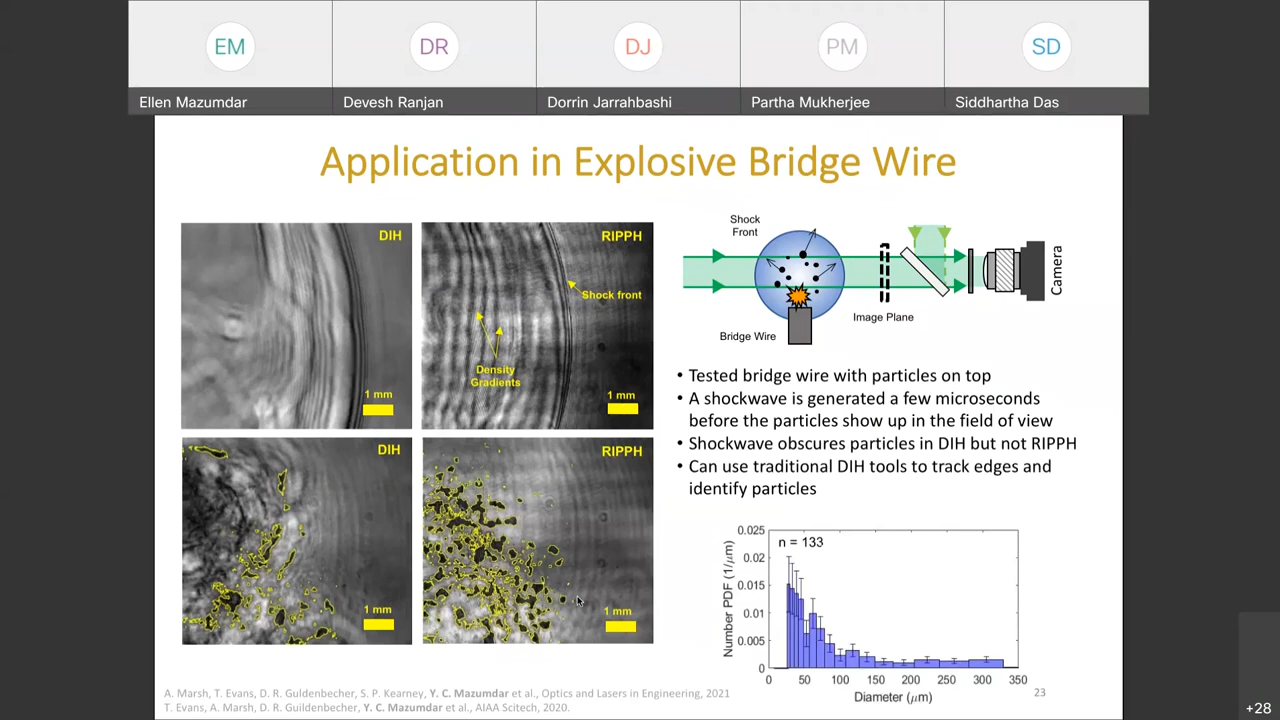 EM
DR
DJ
PM
SD
Ellen Mazumdar
Devesh Ranjan
Dorrin Jarrahbashi
Partha Mukherjee
Siddhartha Das
Application in Explosive Bridge Wire
DIH
RIPPH
Shock front
Density
Gradients
1 mm
1 mm
DIH
RIPPH
1 mm
1 mm
Shock
Front
Camera
Image Plane
Bridge Wire
• Tested bridge wire with particles on top
• A shockwave is generated a few microseconds
before the particles show up in the field of view
• Shockwave obscures particles in DIH but not RIPPH
• Can use traditional DIH tools to track edges and
identify particles
n = 133
Number PDF (1/μm)
0.025
0.02
0.015
0.01
0.005
0
0 50 100 150 200 250 300 350
Diameter (μm)
A. Marsh, T. Evans, D. R. Guldenbecher, S. P. Kearney, Y. C. Mazumdar et al., Optics and Lasers in Engineering, 2021
T. Evans, A. Marsh, D. R. Guildenbecher, Y. C. Mazumdar et al., AIAA Scitech, 2020.
23
+28